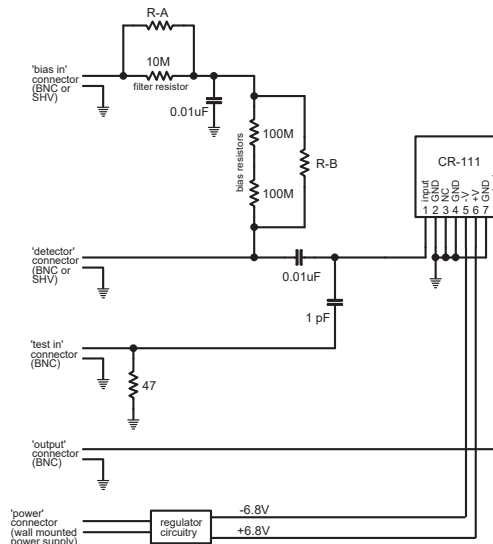 R-A
10M
filter resistor
'bias in'
connector
(BNC or
SHV)
0.01uF
bias resistors
100M
100M
R-B
CR-111
input
GND
NC
GND
-V
+V
GND
1 2 3 4 5 6 7
'detector'
connector
(BNC or
SHV)
0.01uF
1 pF
'test in'
connector
(BNC)
47
'output'
connector
(BNC)
'power'
connector
(wall mounted
power supply)
regulator
circuitry
-6.8V
+6.8V